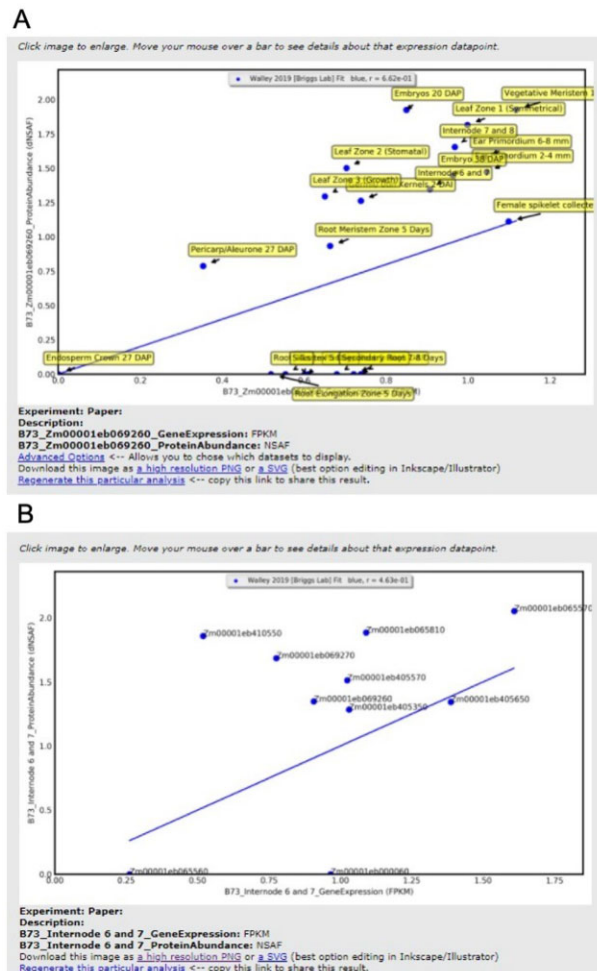 A
Click image to enlarge. Move your mouse over a bar to see details about that expression datapoint.
Walley 2019 [Briggs Lab] Fit blue, r = 6.62e-01
Embryos 20 DAP
Vegetative Meristem
Leaf Zone 1 (Symmetrical)
Internode 7 and 8
Ear Primordium 6-8 mm
Leaf Zone 2 (Stomatal)
Embryo 38 DAP
2-4 mm
Internode 6 and 7
Leaf Zone 3 (Growth)
Female spikelet collecte
Root Meristem Zone 5 Days
Pericarp/Aleurone 27 DAP
Endosperm Crown 27 DAP
Root Elongation Zone 5 Days
2.00
1.75
1.50
1.25
1.00
0.75
0.50
0.25
0.00
0.0
0.2
0.4
0.6
0.8
1.0
1.2
B73_Zm00001eb069260_ProteinAbundance (dNSAF)
Experiment: Paper:
Description:
B73_Zm00001eb069260_GeneExpression: FPKM
B73_Zm00001eb069260_ProteinAbundance: NSAF
Advanced Options <-- Allows you to chose which datasets to display.
Download this image as a high resolution PNG or a SVG (best option editing in Inkscape/Illustrator)
Regenerate this particular analysis <-- copy this link to share this result.
B
Click image to enlarge. Move your mouse over a bar to see details about that expression datapoint.
Walley 2019 [Briggs Lab] Fit blue, r = 4.63e-01
Zm00001eb065570
Zm00001eb410550
Zm00001eb065810
Zm00001eb069270
Zm00001eb405570
Zm00001eb069260
Zm00001eb405650
Zm00001eb405350
Zm00001eb065560
Zm00001eb000060
2.0
1.5
1.0
0.5
0.0
0.00
0.25
0.50
0.75
1.00
1.25
1.50
1.75
B73_Internode 6 and 7_ProteinAbundance (dNSAF)
B73_Internode 6 and 7_GeneExpression (FPKM)
Experiment: Paper:
Description:
B73_Internode 6 and 7_GeneExpression: FPKM
B73_Internode 6 and 7_ProteinAbundance: NSAF
Download this image as a high resolution PNG or a SVG (best option editing in Inkscape/Illustrator)
Regenerate this particular analysis <-- copy this link to share this result.